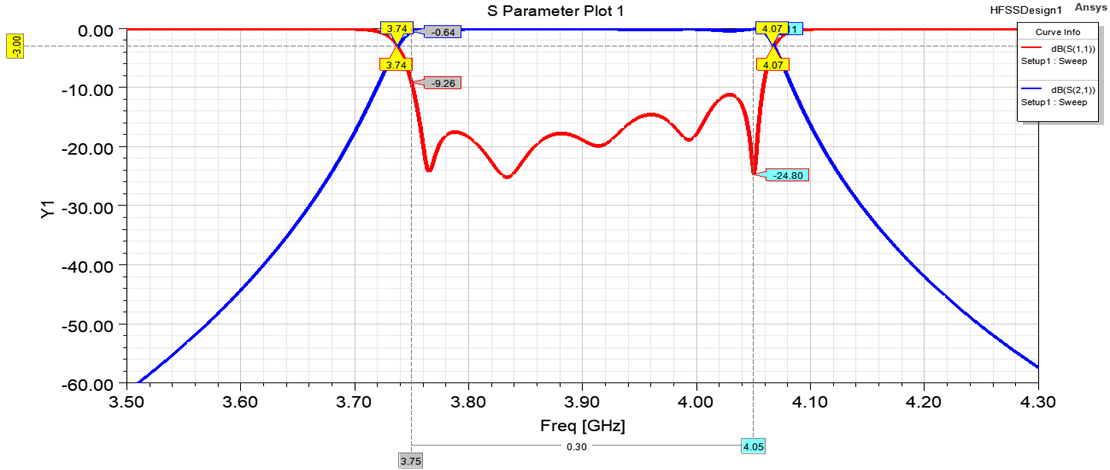 S Parameter Plot 1
HFSSDesign1
Ansys
Curve Info
dB(S(1,1))
Setup1 : Sweep
dB(S(2,1))
Setup1 : Sweep
3.74
-0.64
4.07
1
-3.00
3.74
4.07
-9.26
-24.80
0.00
-10.00
-20.00
-30.00
-40.00
-50.00
-60.00
Y1
3.50
3.60
3.70
3.80
3.90
4.00
4.10
4.20
4.30
Freq [GHz]
0.30
4.05
3.75